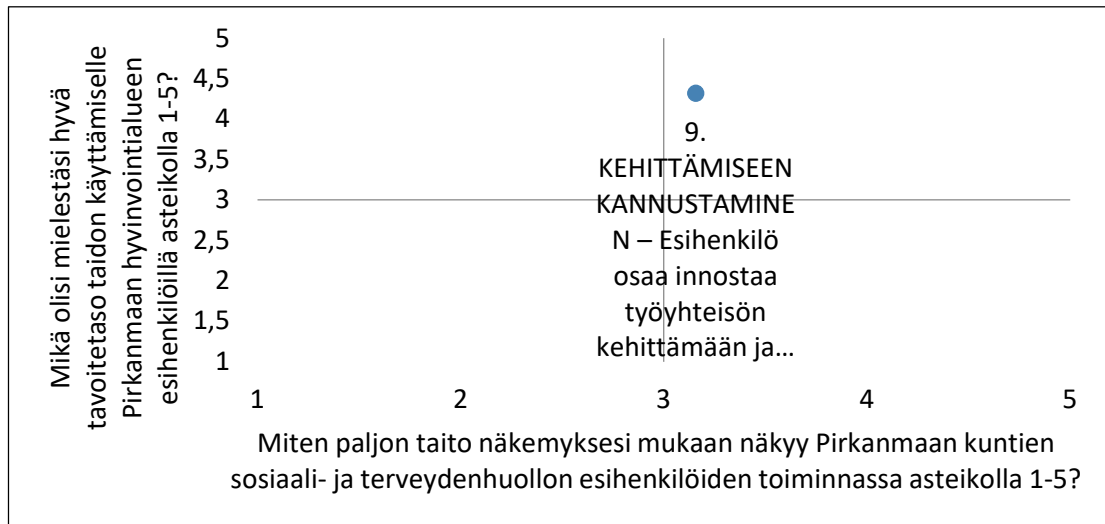 Mikä olisi mielestäsi hyvä
tavoitetaso taidon käyttämiselle
Pirkanmaan hyvinvointialueen
esihenkilöillä asteikolla 1-5?
5
4,5
4
3,5
3
2,5
2
1,5
1
9.
KEHITTÄMISEEN
KANNUSTAMINE
N – Esihenkilö
osaa innostaa
työyhteisön
kehittämään ja…
1 2 3 4 5
Miten paljon taito näkemyksesi mukaan näkyy Pirkanmaan kuntien
sosiaali- ja terveydenhuollon esihenkilöiden toiminnassa asteikolla 1-5?